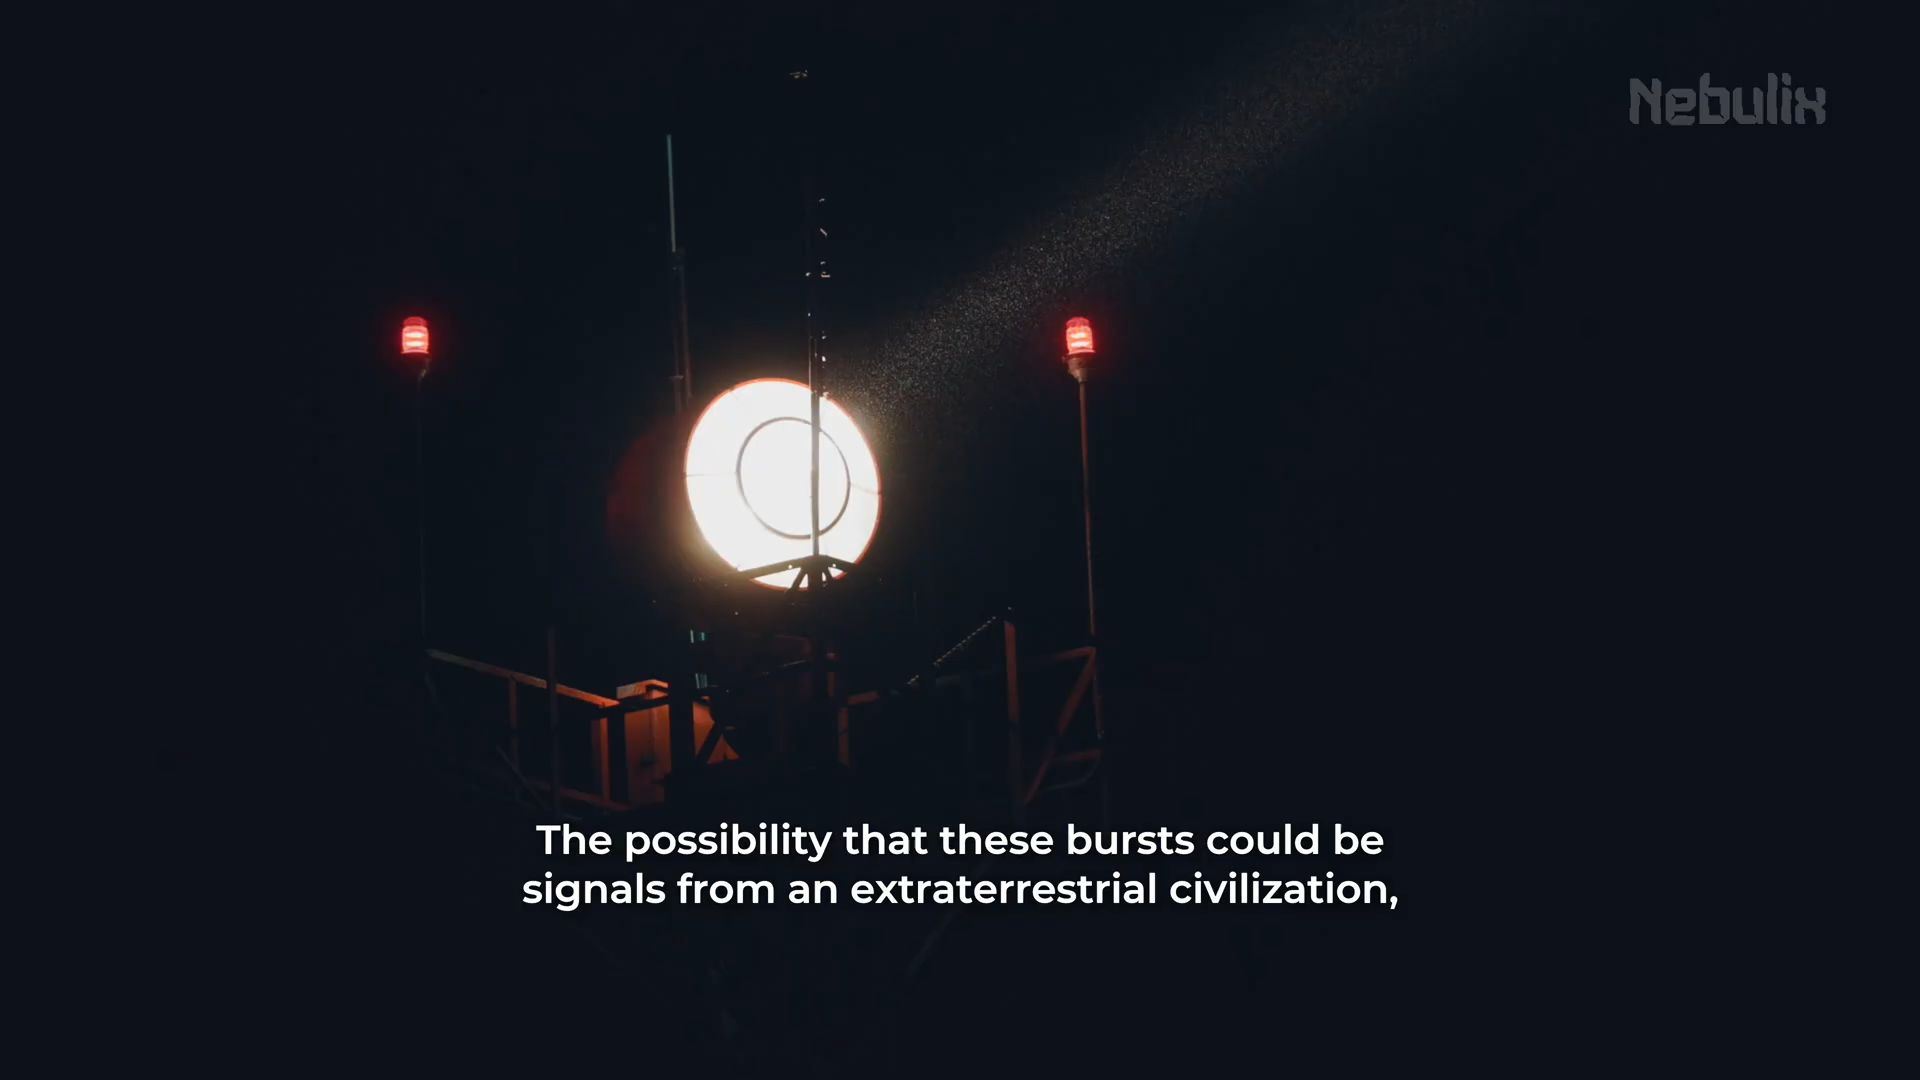 Nebulix
The possibility that these bursts could be
signals from an extraterrestrial civilization,